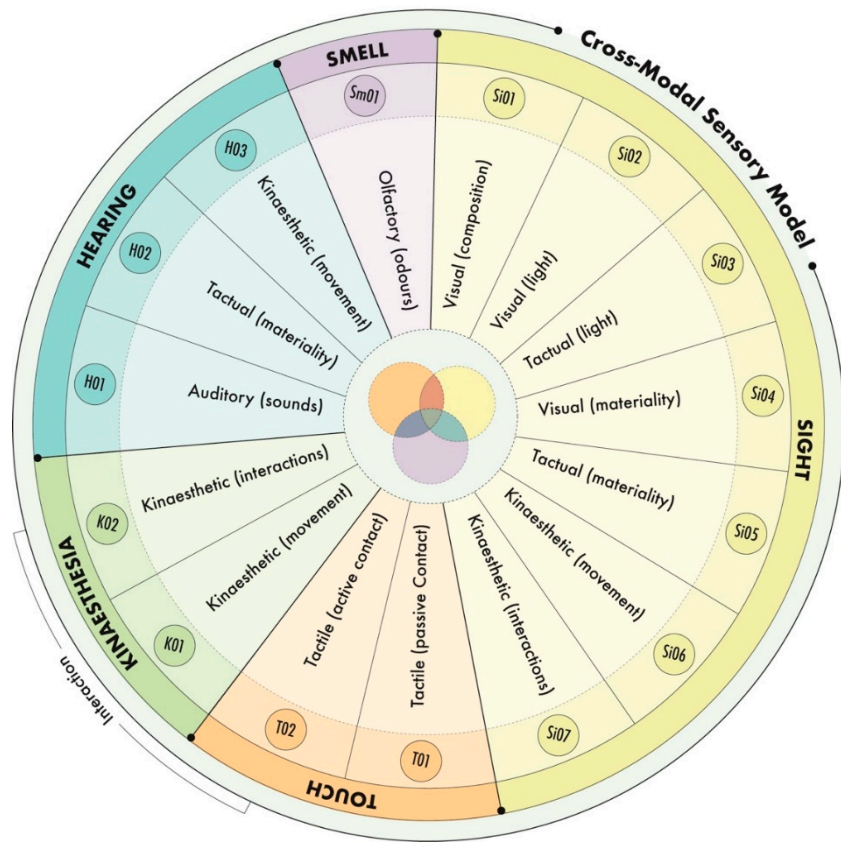 Cross-Modal Sensory Model
SIGHT
Si01
Visual (composition)
Si02
Visual (light)
Si03
Tactual (light)
Si04
Visual (materiality)
Si05
Tactual (materiality)
Si06
Kinaesthetic (movement)
Si07
Kinaesthetic (interactions)
TOUCH
T01
Tactile (passive Contact)
T02
Tactile (active contact)
Interaction
KINAESTHESIA
K01
Kinaesthetic (movement)
K02
Kinaesthetic (interactions)
HEARING
H01
Auditory (sounds)
H02
Tactual (materiality)
H03
Kinaesthetic (movement)
SMELL
Sm01
Olfactory (odours)